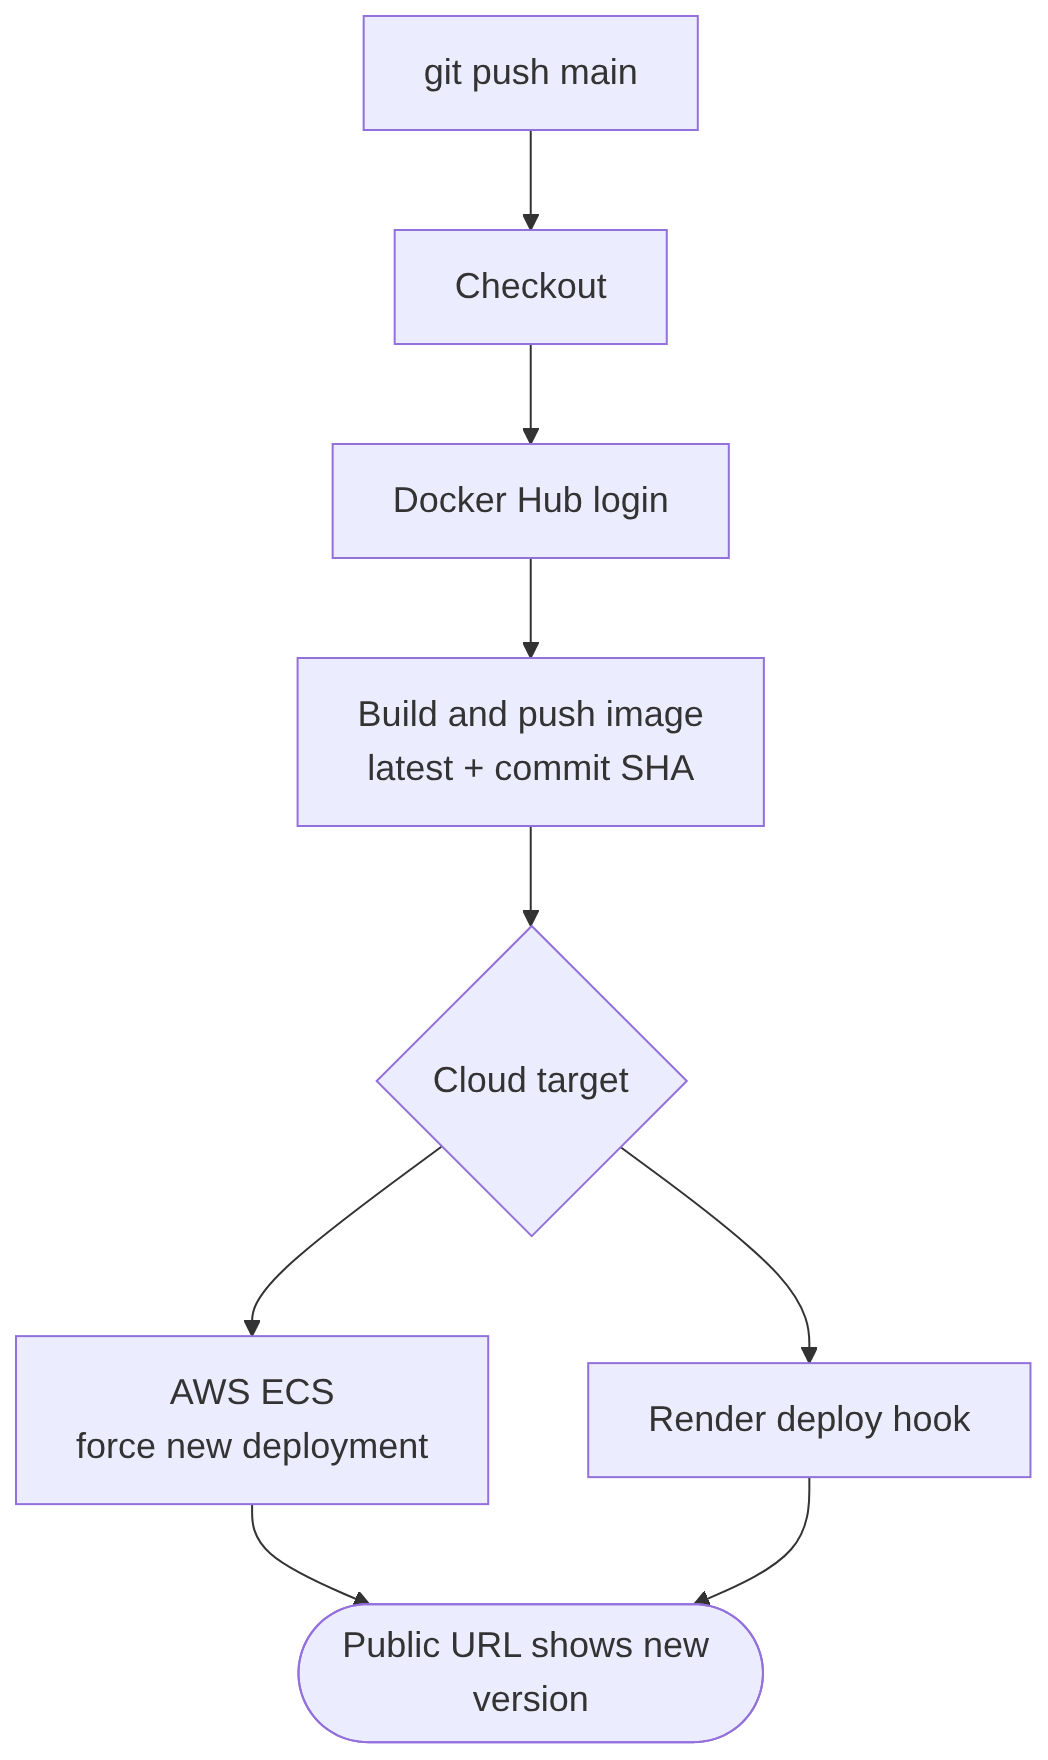 git push main
Checkout
Docker Hub login
Build and push image
latest + commit SHA
Cloud target
AWS ECS
force new deployment
Render deploy hook
Public URL shows new
version